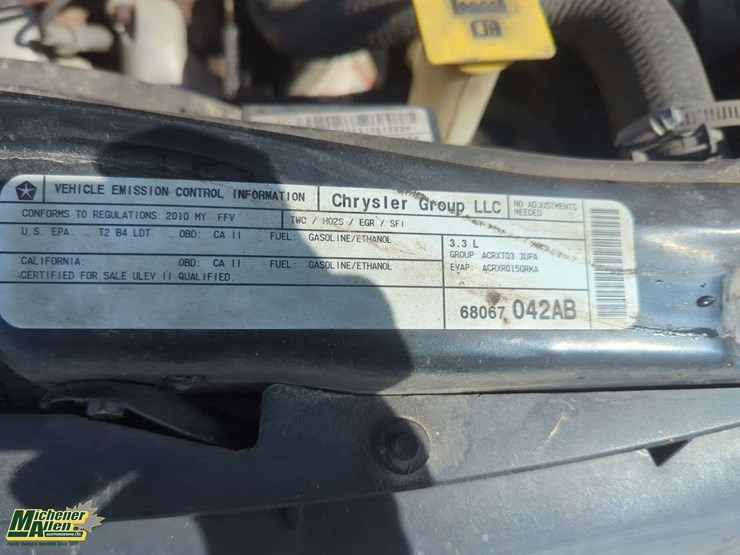 VEHICLE EMISSION CONTROL INFORMATION Chrysler Group LLC NO ADJUSTMENTS NEEDED
CONFORMS TO REGULATIONS: 2010 MY FFV TWC / HO2S / EGR / SFI
U.S. EPA: T2 B4 LDT OBD: CA II FUEL: GASOLINE/ETHANOL 3.3 L
GROUP: ACRXT03.3UPA
CALIFORNIA: OBD: CA II FUEL: GASOLINE/ETHANOL EVAP: ACRXR0150RKA
CERTIFIED FOR SALE ULEV II QUALIFIED.
68067 042AB
Michener
Allen
AUCTIONEERING LTD.